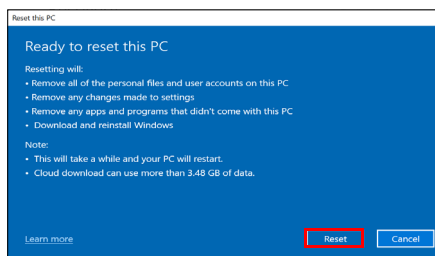 Reset this PC
Ready to reset this PC
Resetting will:
• Remove all of the personal files and user accounts on this PC
• Remove any changes made to settings
• Remove any apps and programs that didn't come with this PC
• Download and reinstall Windows
Note:
• This will take a while and your PC will restart.
• Cloud download can use more than 3.48 GB of data.
Learn more
Reset
Cancel